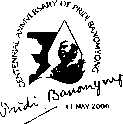 CENTENNIAL ANNIVERSARY OF PRIDI BANOMYONG
Pridi Banomyong
11 MAY 2000